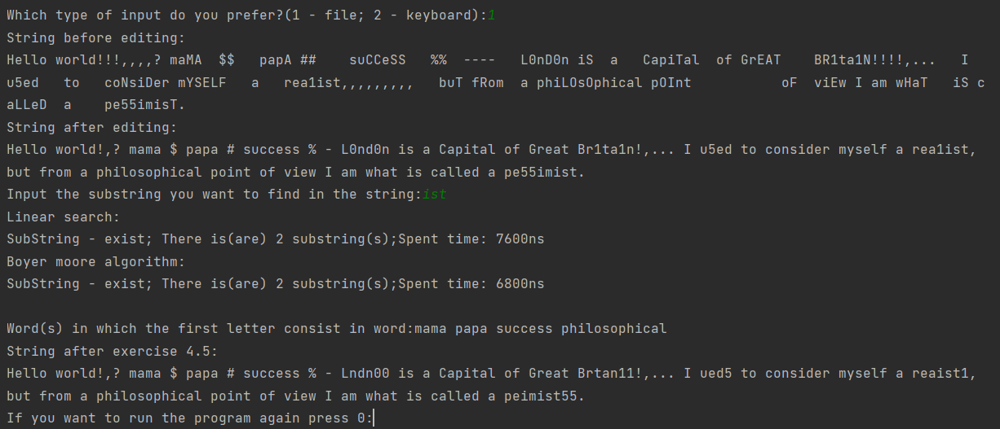 Which type of input do you prefer?(1 - file; 2 - keyboard):1
String before editing:
Hello world!!!,,,,? maMA  $$   papA ##    suCCeSS   %%  ----   L0nD0n iS  a   CapiTal  of GrEAT    BR1ta1N!!!!,...   I
u5ed   to   coNsiDer mYSELF   a   rea1ist,,,,,,,,,   buT fRom  a phiLOsOphical pOInt           oF  viEw I am wHaT   iS c
aLLeD  a    pe55imisT.
String after editing:
Hello world!,? mama $ papa # success % - L0nd0n is a Capital of Great Br1ta1n!,... I u5ed to consider myself a rea1ist,
but from a philosophical point of view I am what is called a pe55imist.
Input the substring you want to find in the string:ist
Linear search:
SubString - exist; There is(are) 2 substring(s);Spent time: 7600ns
Boyer moore algorithm:
SubString - exist; There is(are) 2 substring(s);Spent time: 6800ns
Word(s) in which the first letter consist in word:mama papa success philosophical
String after exercise 4.5:
Hello world!,? mama $ papa # success % - Lndn00 is a Capital of Great Brtan11!,... I ued5 to consider myself a reaist1,
but from a philosophical point of view I am what is called a peimist55.
If you want to run the program again press 0: